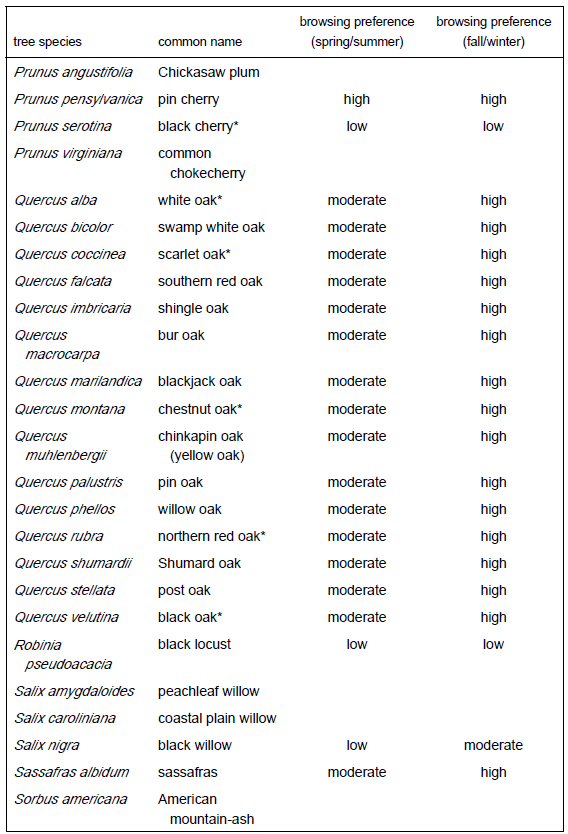 browsing preference browsing preference
tree species common name (spring/summer) (fall/winter)
Prunus angustifolia Chickasaw plum
Prunus pensylvanica pin cherry high high
Prunus serotina black cherry* low low
Prunus virginiana common
chokecherry
Quercus alba white oak* moderate high
Quercus bicolor swamp white oak moderate high
Quercus coccinea scarlet oak* moderate high
Quercus falcata southern red oak moderate high
Quercus imbricaria shingle oak moderate high
Quercus bur oak moderate high
macrocarpa
Quercus marilandica blackjack oak moderate high
Quercus montana chestnut oak* moderate high
Quercus chinkapin oak moderate high
muhlenbergii (yellow oak)
Quercus palustris pin oak moderate high
Quercus phellos willow oak moderate high
Quercus rubra northern red oak* moderate high
Quercus shumardii Shumard oak moderate high
Quercus stellata post oak moderate high
Quercus velutina black oak* moderate high
Robinia black locust low low
pseudoacacia
Salix amygdaloides peachleaf willow
Salix caroliniana coastal plain willow
Salix nigra black willow low moderate
Sassafras albidum sassafras moderate high
Sorbus americana American
mountain-ash